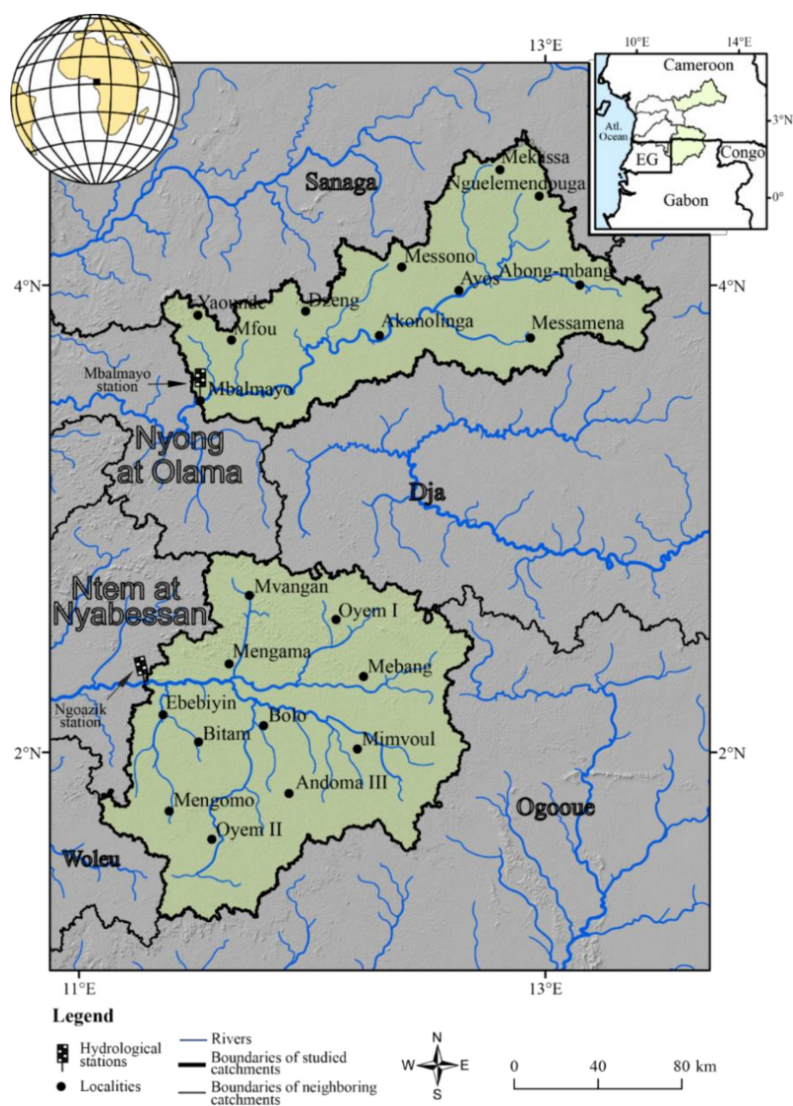 13°E
10°E
14°E
Cameroon
Atl.
Ocean
3°N
EG
Congo
Gabon
0°
Sanaga
Mekassa
Nguelemendouga
4°N
Messono
Ayos
Abong-mbang
4°N
Yaounde
Dzeng
Mfou
Akonolinga
Messamena
Mbalmayo
station
Mbalmayo
Nyong
at Olama
Dja
Ntem at
Nyabessan
Mvangan
Oyem I
Mengama
Mebang
Ngoazik
station
Ebebiyin
Bolo
Bitam
Mimvoul
2°N
2°N
Andoma III
Mengomo
Oyem II
Ogooue
Woleu
11°E
13°E
Legend
Hydrological
stations
Localities
Rivers
Boundaries of studied
catchments
Boundaries of neighboring
catchments
N
W
E
S
0
40
80 km